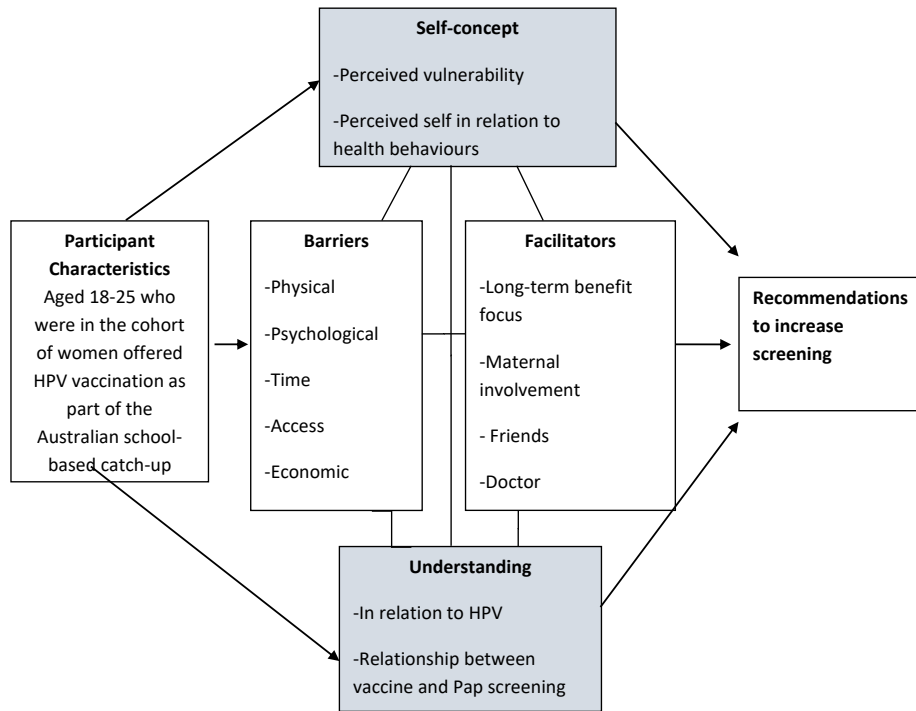 Self-concept
-Perceived vulnerability
-Perceived self in relation to
health behaviours
Participant
Characteristics
Aged 18-25 who
were in the cohort
of women offered
HPV vaccination as
part of the
Australian school-
based catch-up
Barriers
-Physical
-Psychological
-Time
-Access
-Economic
Facilitators
-Long-term benefit
focus
-Maternal
involvement
- Friends
-Doctor
Recommendations
to increase
screening
Understanding
-In relation to HPV
-Relationship between
vaccine and Pap screening